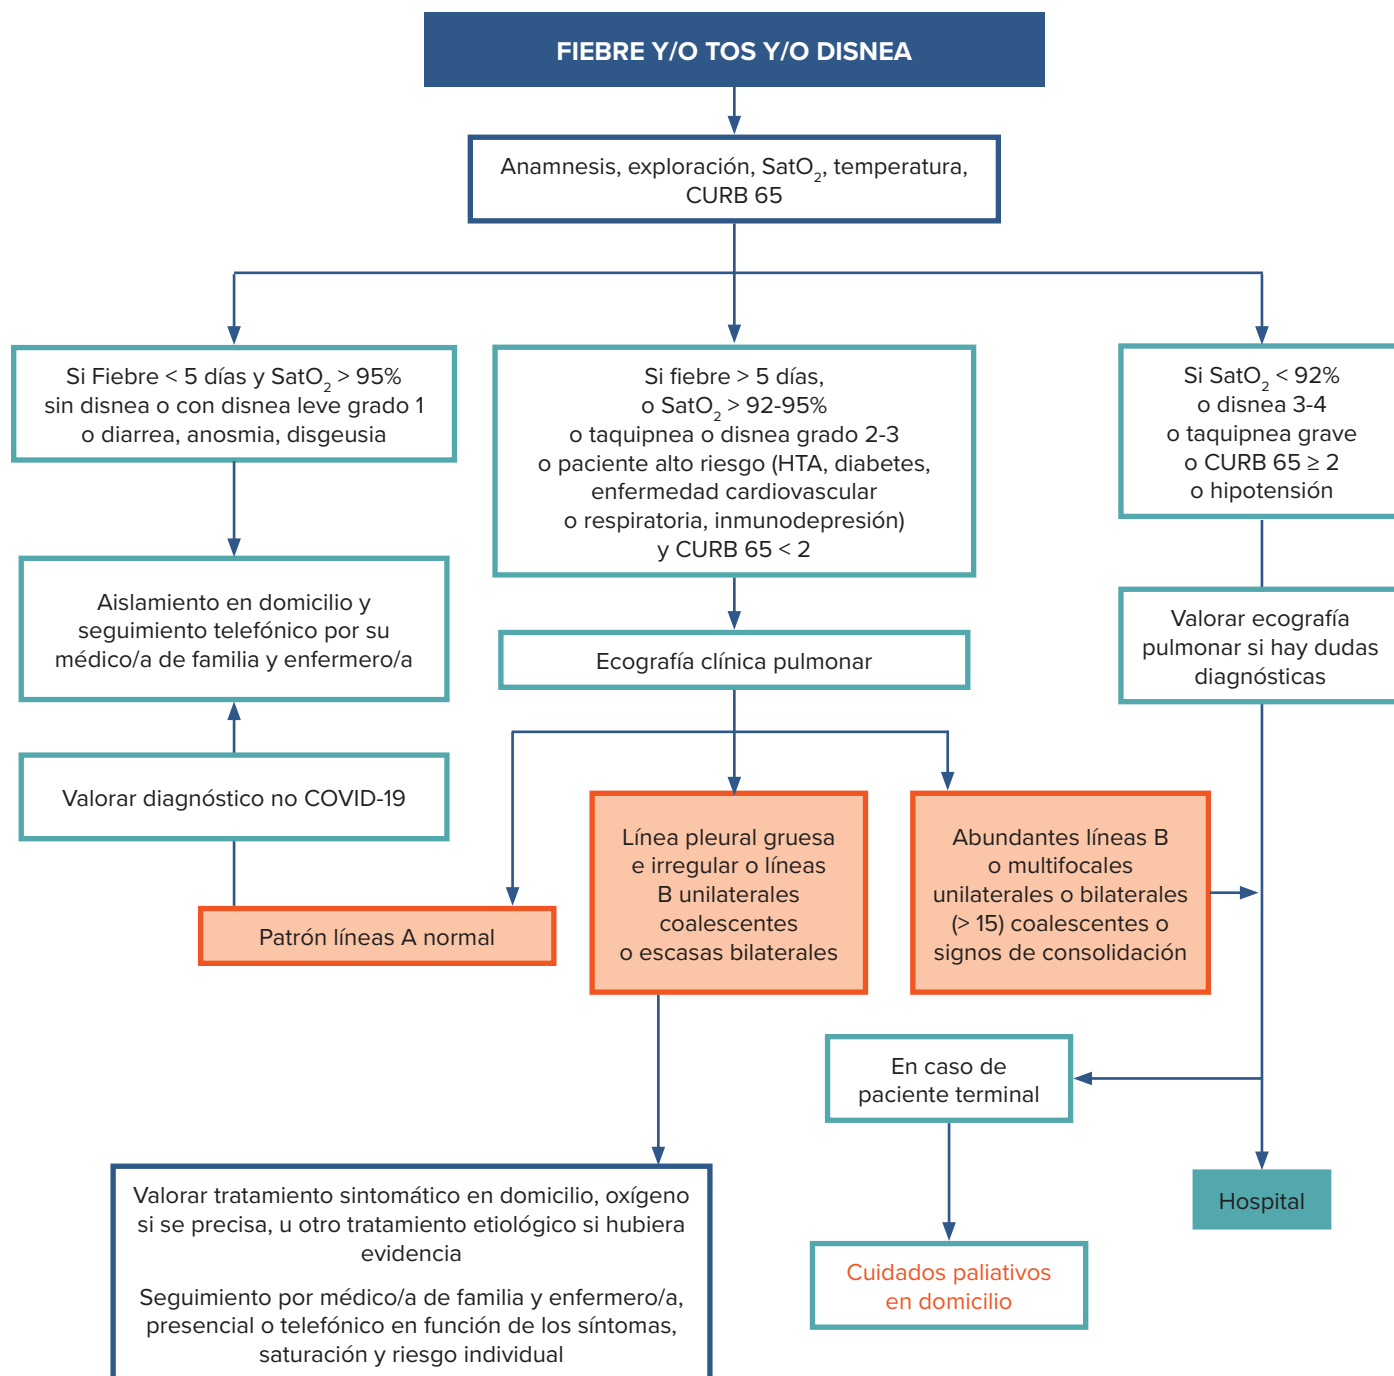 FIEBRE Y/O TOS Y/O DISNEA
Anamnesis, exploración, SatO₂, temperatura,
CURB 65
Si Fiebre < 5 días y SatO₂ > 95%
sin disnea o con disnea leve grado 1
o diarrea, anosmia, disgeusia
Si fiebre > 5 días,
o SatO₂ > 92-95%
o taquipnea o disnea grado 2-3
o paciente alto riesgo (HTA, diabetes,
enfermedad cardiovascular
o respiratoria, inmunodepresión)
y CURB 65 < 2
Si SatO₂ < 92%
o disnea 3-4
o taquipnea grave
o CURB 65 ≥ 2
o hipotensión
Aislamiento en domicilio y
seguimiento telefónico por su
médico/a de familia y enfermero/a
Ecografía clínica pulmonar
Valorar ecografía
pulmonar si hay dudas
diagnósticas
Valorar diagnóstico no COVID-19
Patrón líneas A normal
Línea pleural gruesa
e irregular o líneas
B unilaterales
coalescentes
o escasas bilaterales
Abundantes líneas B
o multifocales
unilaterales o bilaterales
(> 15) coalescentes o
signos de consolidación
En caso de
paciente terminal
Hospital
Cuidados paliativos
en domicilio
Valorar tratamiento sintomático en domicilio, oxígeno
si se precisa, u otro tratamiento etiológico si hubiera
evidencia
Seguimiento por médico/a de familia y enfermero/a,
presencial o telefónico en función de los síntomas,
saturación y riesgo individual